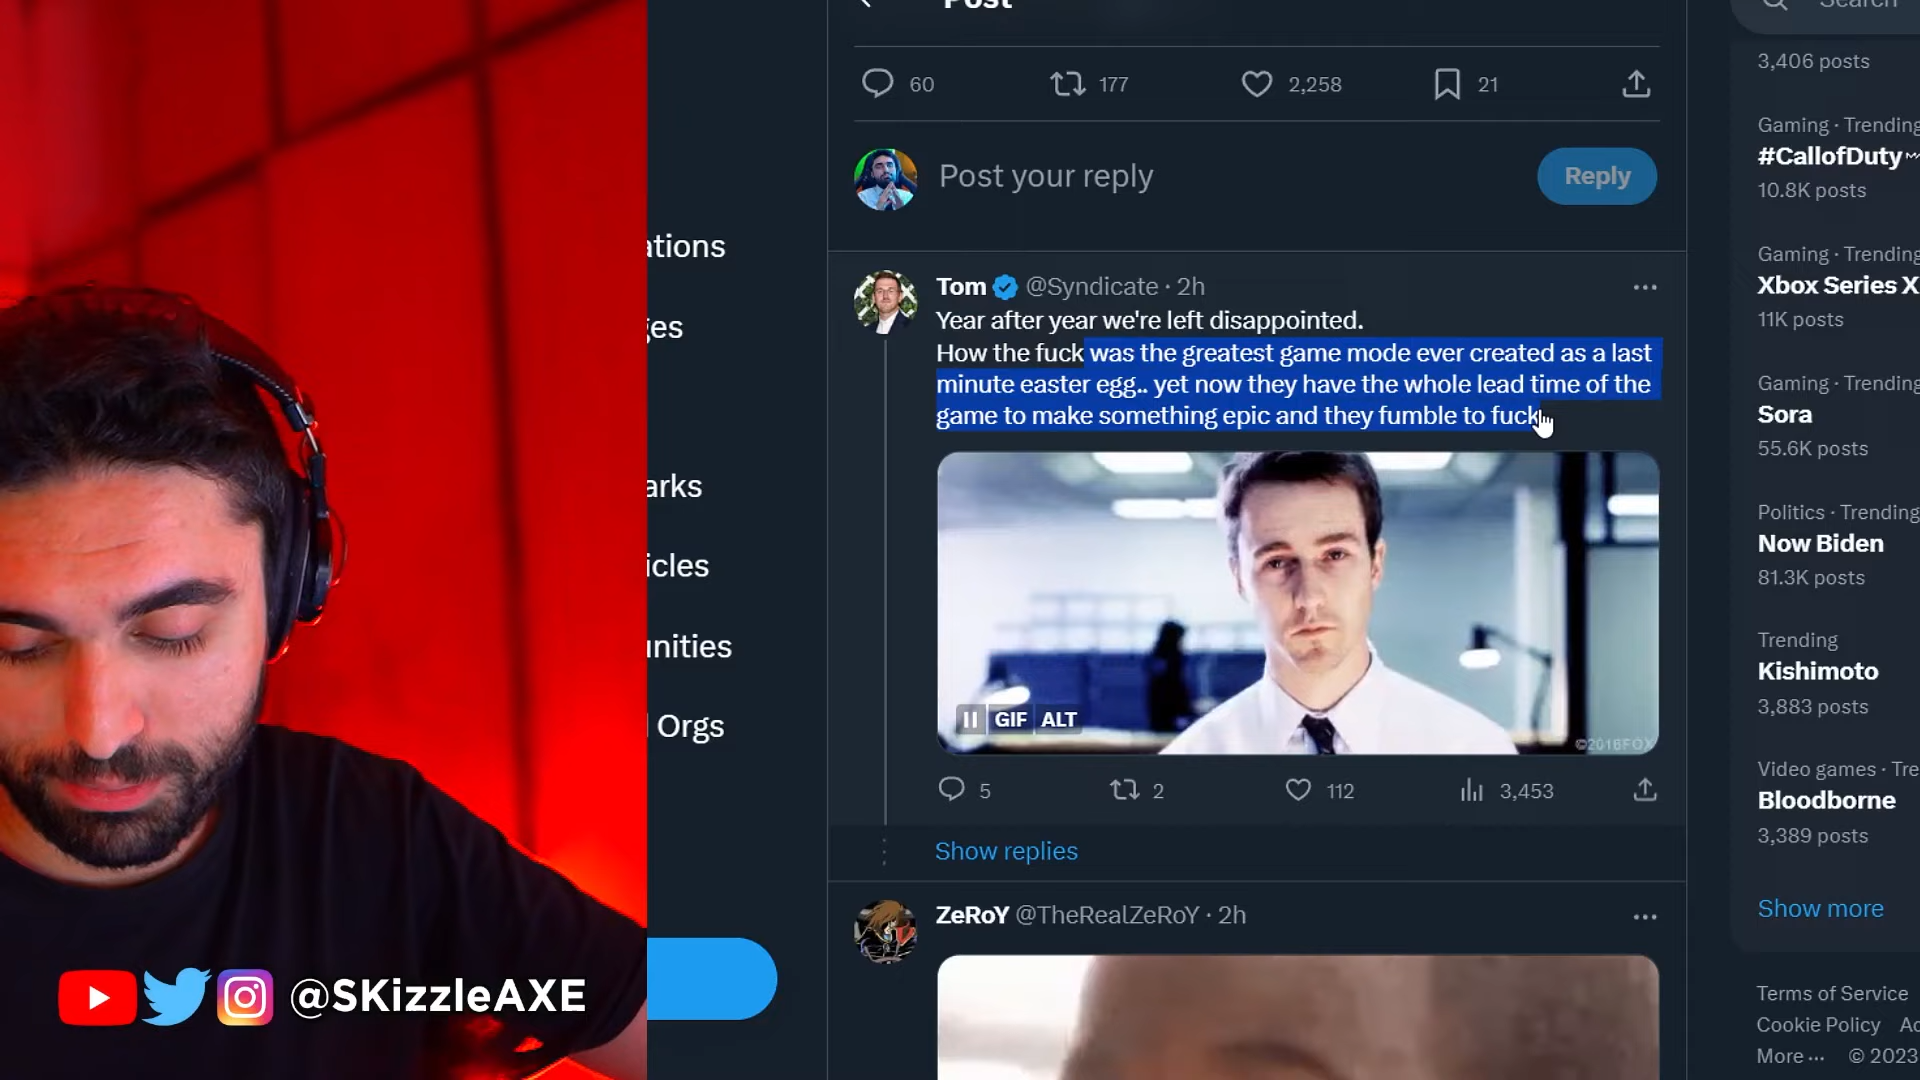 Post
Search
60
177
2,258
21
Post your reply
Reply
Tom @Syndicate · 2h
Year after year we're left disappointed.
How the fuck was the greatest game mode ever created as a last
minute easter egg.. yet now they have the whole lead time of the
game to make something epic and they fumble to fuck
GIF ALT
©2016FOX
5
2
112
3,453
Show replies
ZeRoY @TheRealZeRoY · 2h
ations
ges
arks
icles
unities
Orgs
@SKizzleAXE
3,406 posts
Gaming · Trending
#CallofDuty
10.8K posts
Gaming · Trending
Xbox Series X
11K posts
Gaming · Trending
Sora
55.6K posts
Politics · Trending
Now Biden
81.3K posts
Trending
Kishimoto
3,883 posts
Video games · Tre
Bloodborne
3,389 posts
Show more
Terms of Service
Cookie Policy Ac
More ··· © 2023